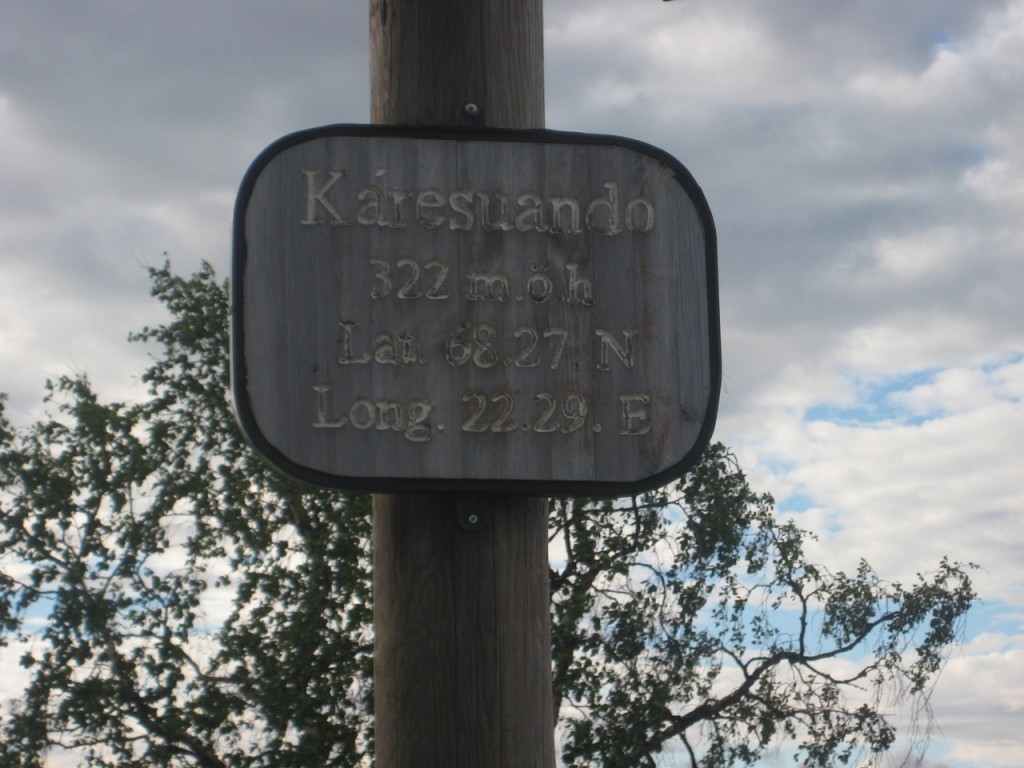 Káresuando
322 m.ö.h
Lat. 68.27. N
Long. 22.29. E